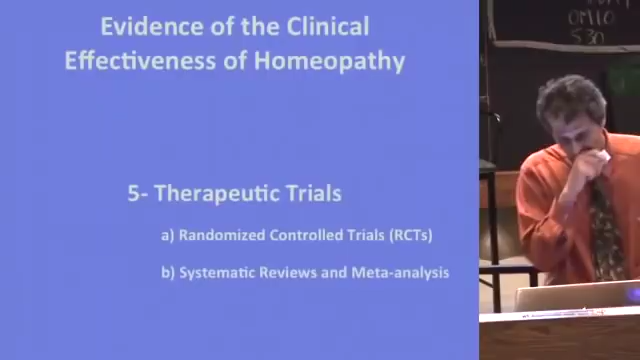 Evidence of the Clinical
Effectiveness of Homeopathy
5- Therapeutic Trials
a) Randomized Controlled Trials (RCTs)
b) Systematic Reviews and Meta-analysis
530